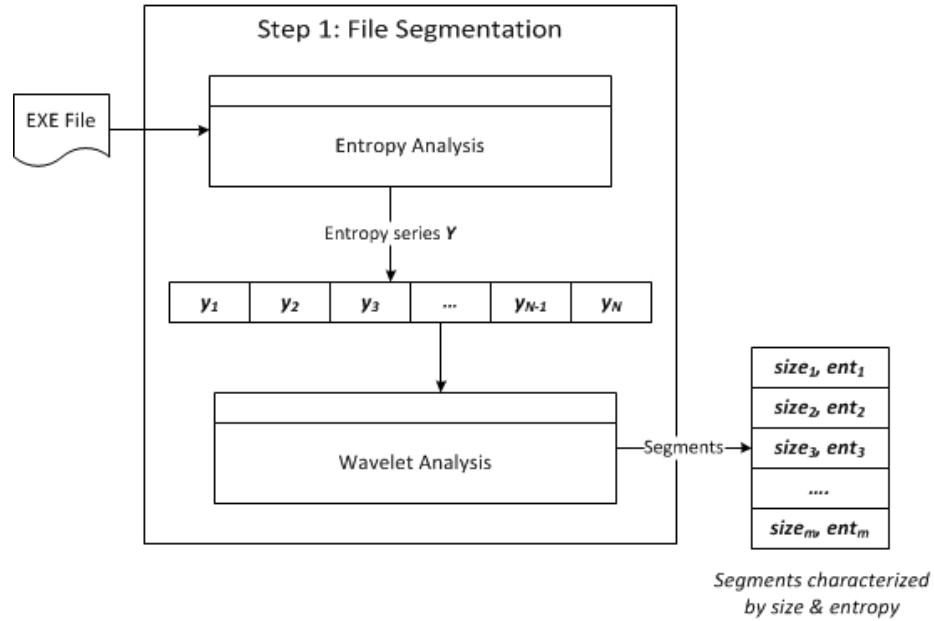 Step 1: File Segmentation
EXE File
Entropy Analysis
Entropy series Y
y1 y2 y3 ... yN-1 yN
Wavelet Analysis
Segments
size1, ent1
size2, ent2
size3, ent3
....
sizem, entm
Segments characterized
by size & entropy